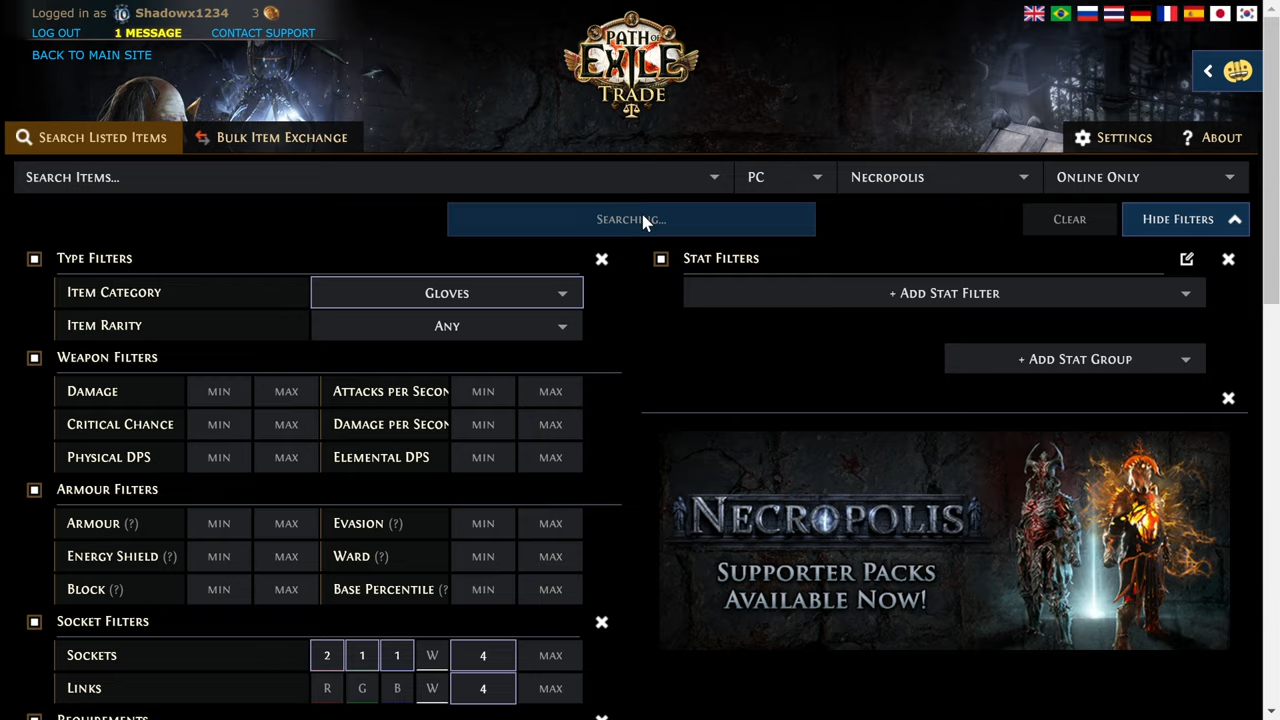 Logged in as Shadowx1234 3
LOG OUT 1 MESSAGE CONTACT SUPPORT
BACK TO MAIN SITE
PATH OF EXILE
TRADE
SEARCH LISTED ITEMS BULK ITEM EXCHANGE SETTINGS ? ABOUT
SEARCH ITEMS... PC NECROPOLIS ONLINE ONLY
SEARCHING... CLEAR HIDE FILTERS
TYPE FILTERS STAT FILTERS
ITEM CATEGORY GLOVES + ADD STAT FILTER
ITEM RARITY ANY
WEAPON FILTERS + ADD STAT GROUP
DAMAGE MIN MAX ATTACKS PER SECON MIN MAX
CRITICAL CHANCE MIN MAX DAMAGE PER SECON MIN MAX
PHYSICAL DPS MIN MAX ELEMENTAL DPS MIN MAX
ARMOUR FILTERS
ARMOUR (?) MIN MAX EVASION (?) MIN MAX
ENERGY SHIELD (?) MIN MAX WARD (?) MIN MAX
BLOCK (?) MIN MAX BASE PERCENTILE (? MIN MAX
NECROPOLIS
SUPPORTER PACKS
AVAILABLE NOW!
SOCKET FILTERS
SOCKETS 2 1 1 W 4 MAX
LINKS R G B W 4 MAX
REQUIREMENTS